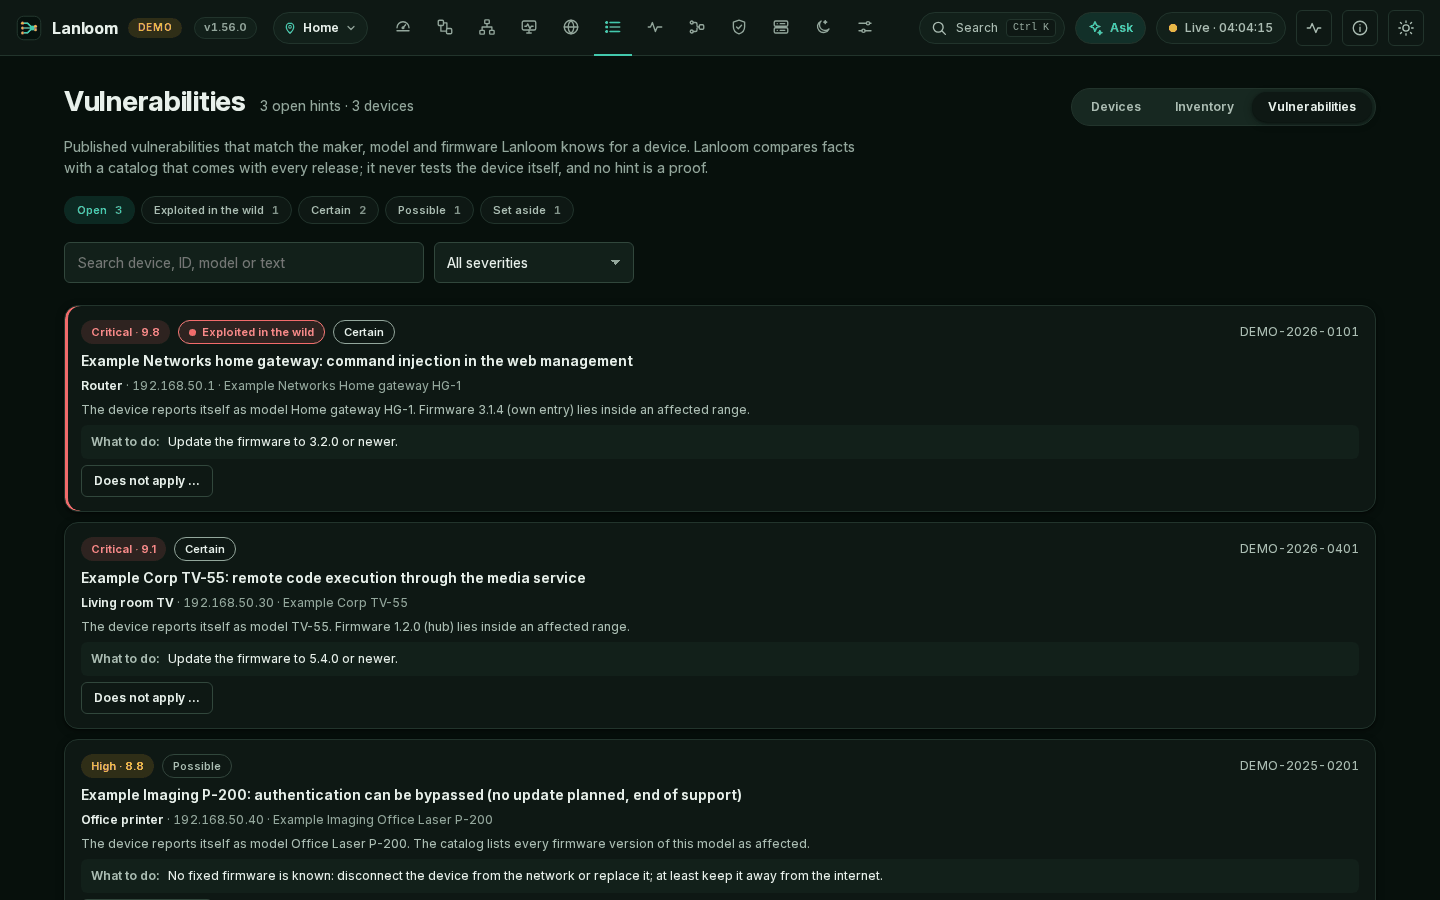 Lanloom DEMO v1.56.0 Home Search Ctrl K Ask Live · 04:04:15
Vulnerabilities 3 open hints · 3 devices Devices Inventory Vulnerabilities
Published vulnerabilities that match the maker, model and firmware Lanloom knows for a device. Lanloom compares facts
with a catalog that comes with every release; it never tests the device itself, and no hint is a proof.
Open 3 Exploited in the wild 1 Certain 2 Possible 1 Set aside 1
Search device, ID, model or text All severities
Critical · 9.8 Exploited in the wild Certain DEMO-2026-0101
Example Networks home gateway: command injection in the web management
Router · 192.168.50.1 · Example Networks Home gateway HG-1
The device reports itself as model Home gateway HG-1. Firmware 3.1.4 (own entry) lies inside an affected range.
What to do: Update the firmware to 3.2.0 or newer.
Does not apply ...
Critical · 9.1 Certain DEMO-2026-0401
Example Corp TV-55: remote code execution through the media service
Living room TV · 192.168.50.30 · Example Corp TV-55
The device reports itself as model TV-55. Firmware 1.2.0 (hub) lies inside an affected range.
What to do: Update the firmware to 5.4.0 or newer.
Does not apply ...
High · 8.8 Possible DEMO-2025-0201
Example Imaging P-200: authentication can be bypassed (no update planned, end of support)
Office printer · 192.168.50.40 · Example Imaging Office Laser P-200
The device reports itself as model Office Laser P-200. The catalog lists every firmware version of this model as affected.
What to do: No fixed firmware is known: disconnect the device from the network or replace it; at least keep it away from the internet.